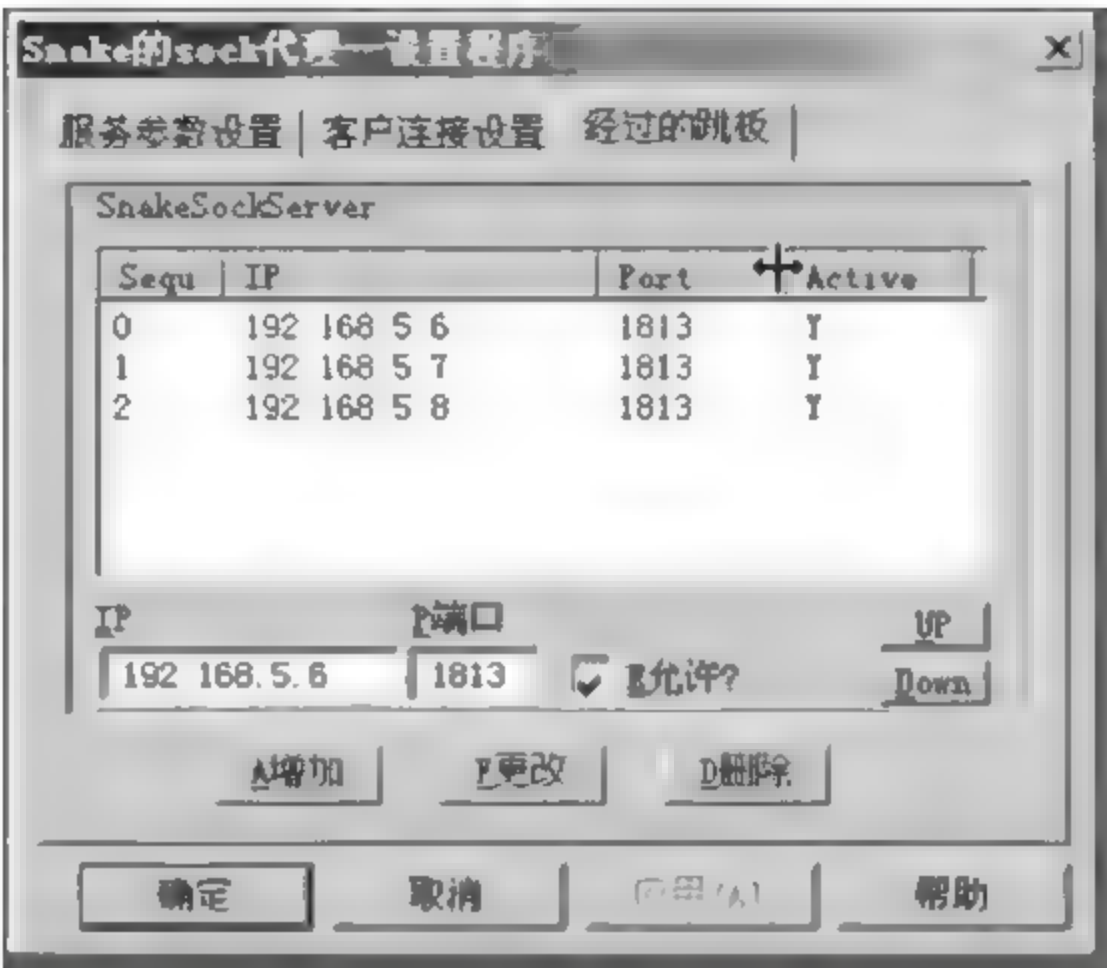 Snake的sock代理——设置程序
服务参数设置 客户连接设置 经过的跳板
SnakeSockServer
Sequ IP Port Active
0 192 168 5 6 1813 Y
1 192 168 5 7 1813 Y
2 192 168 5 8 1813 Y
IP P端口 UP
192 168.5.6 1813 E允许? Down
A增加 F更改 D删除
确定 取消 应用(A) 帮助